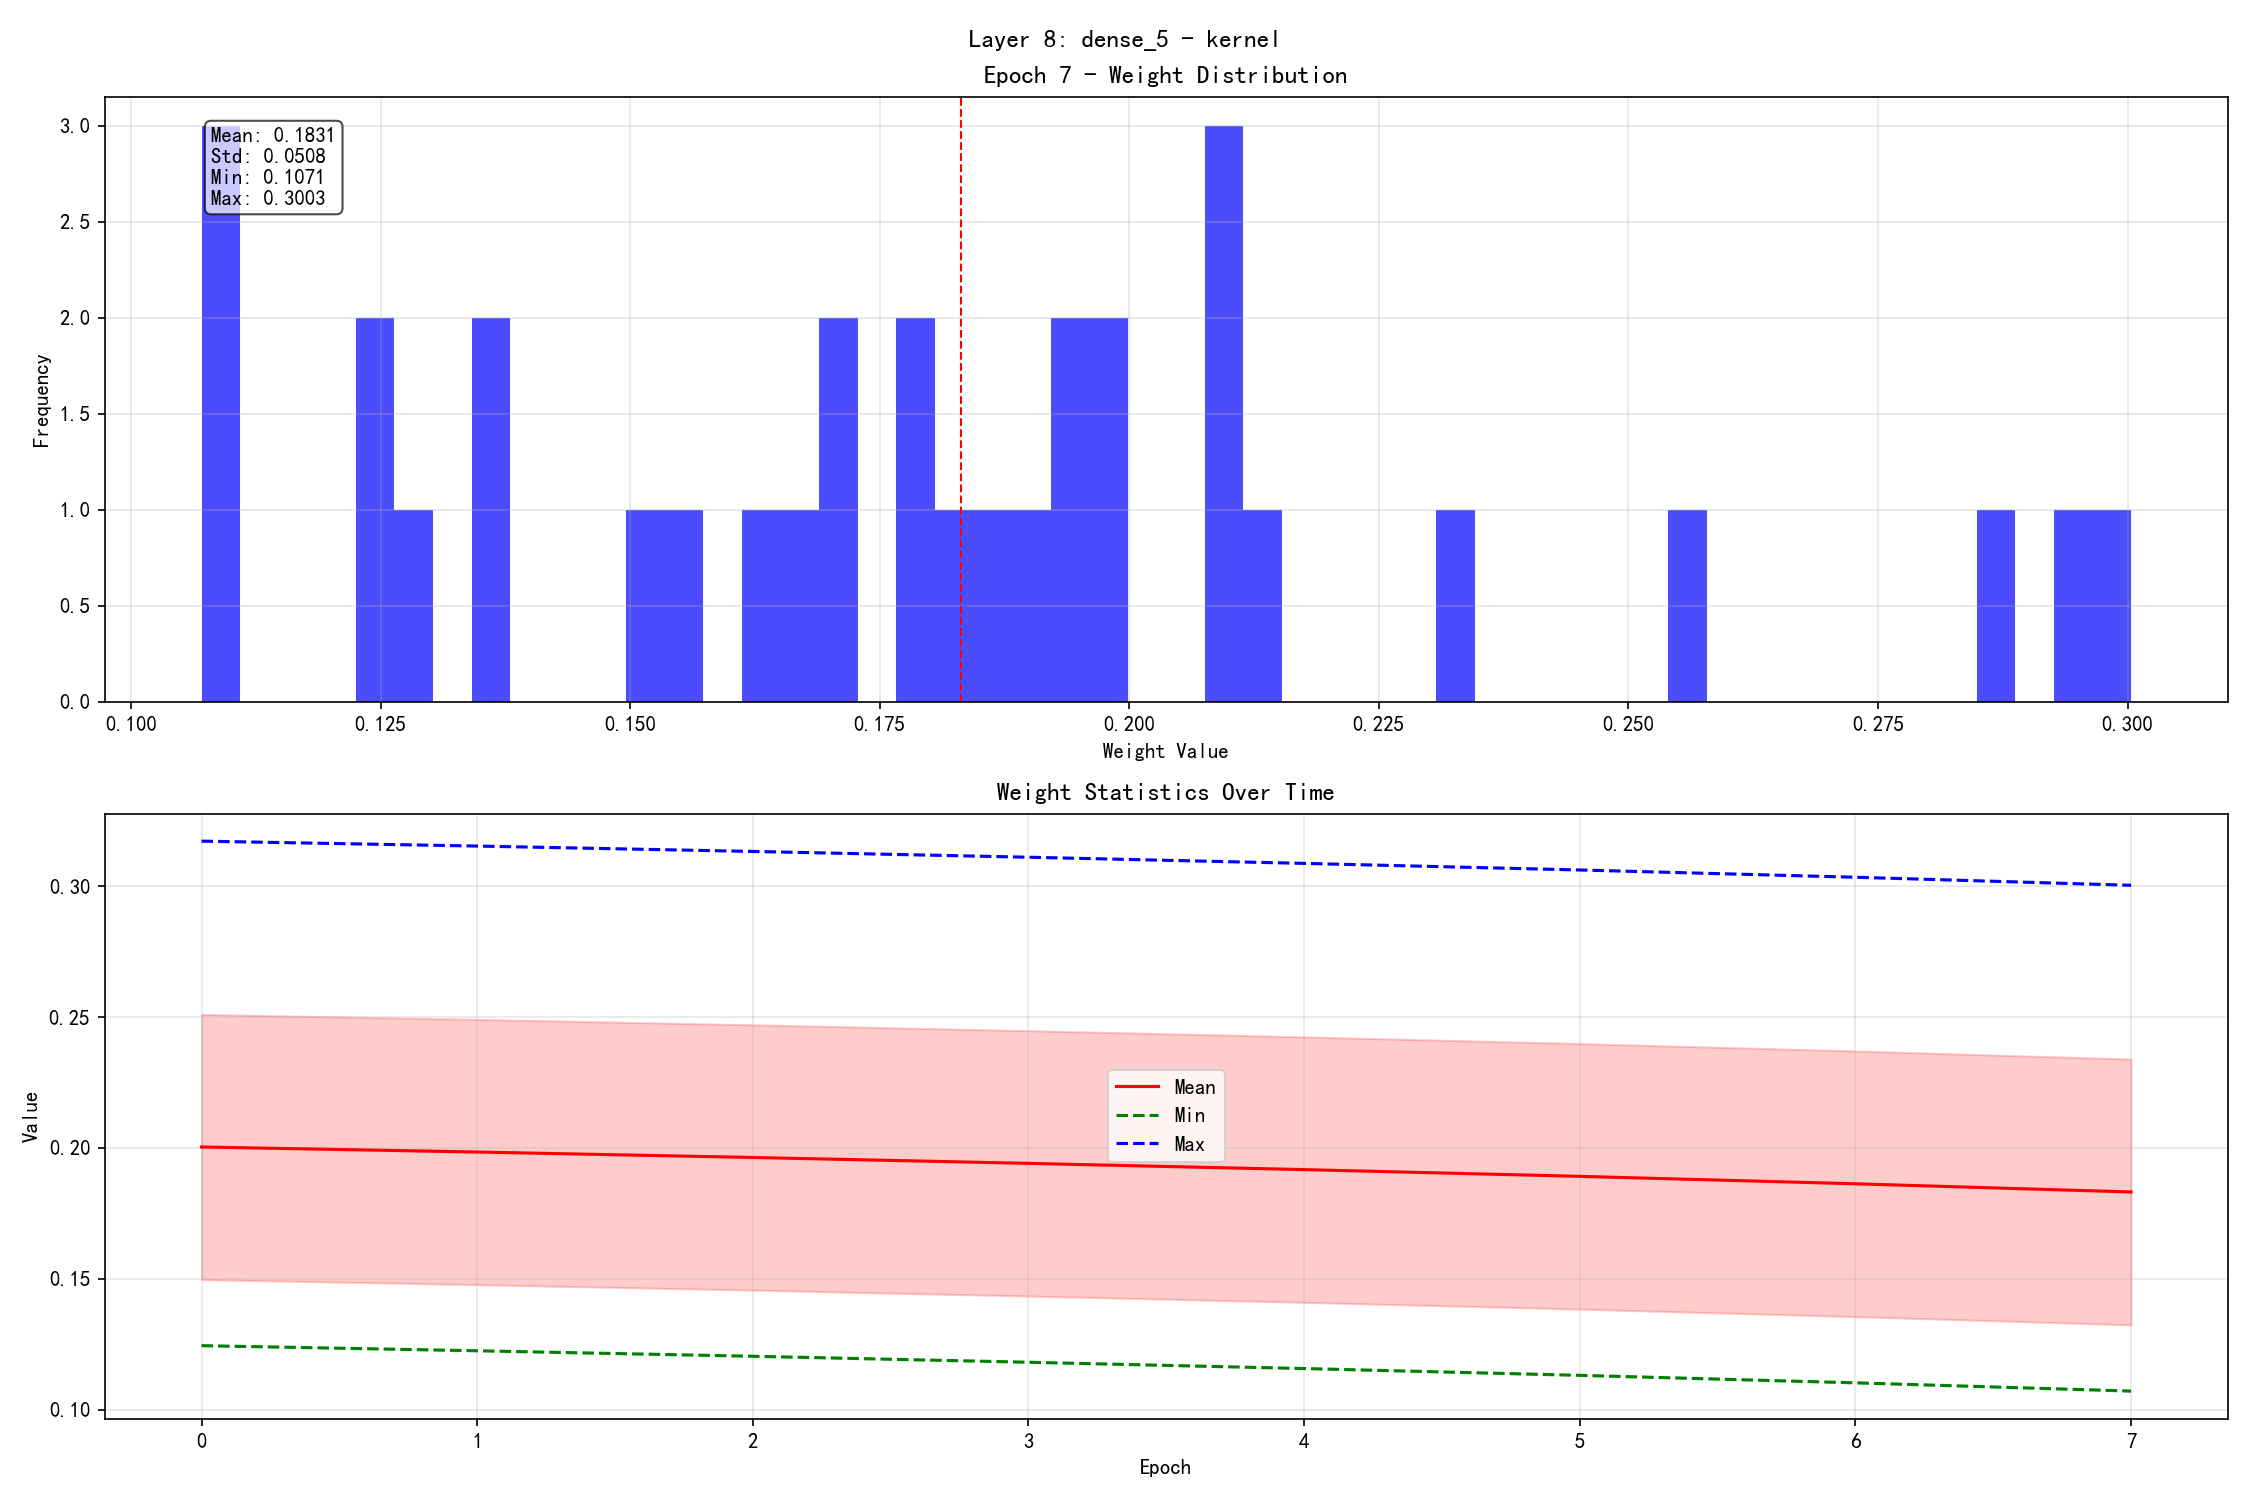 Layer 8: dense_5 - kernel
Epoch 7 - Weight Distribution
3.0
2.5
2.0
1.5
1.0
0.5
0.0
Frequency
Mean: 0.1831
Std: 0.0508
Min: 0.1071
Max: 0.3003
0.100 0.125 0.150 0.175 0.200 0.225 0.250 0.275 0.300
Weight Value
Weight Statistics Over Time
0.30
0.25
0.20
0.15
0.10
Value
Mean
Min
Max
0 1 2 3 4 5 6 7
Epoch